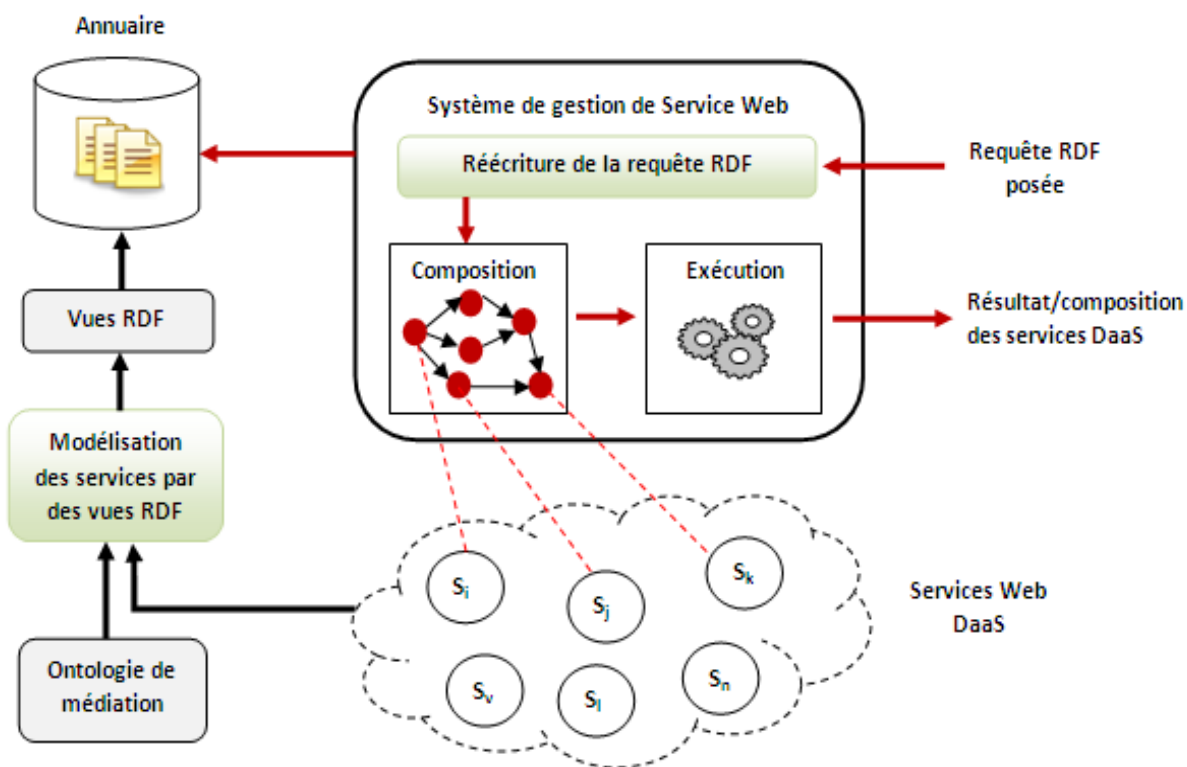 Annuaire
Système de gestion de Service Web
Réécriture de la requête RDF
Requête RDF
posée
Composition
Exécution
Résultat/composition
des services DaaS
Vues RDF
Modélisation
des services par
des vues RDF
Ontologie de
médiation
Si
Sj
Sk
Sv
Sl
Sn
Services Web
DaaS